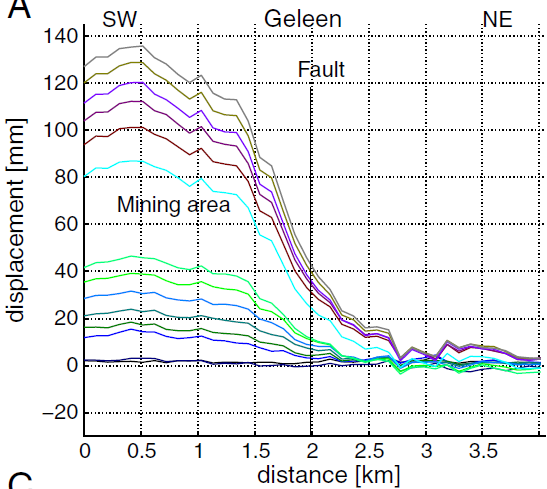 A
SW Geleen NE
140
Fault
120
100
80
Mining area
60
40
20
0
−20
displacement [mm]
0 0.5 1 1.5 2 2.5 3 3.5
distance [km]
C